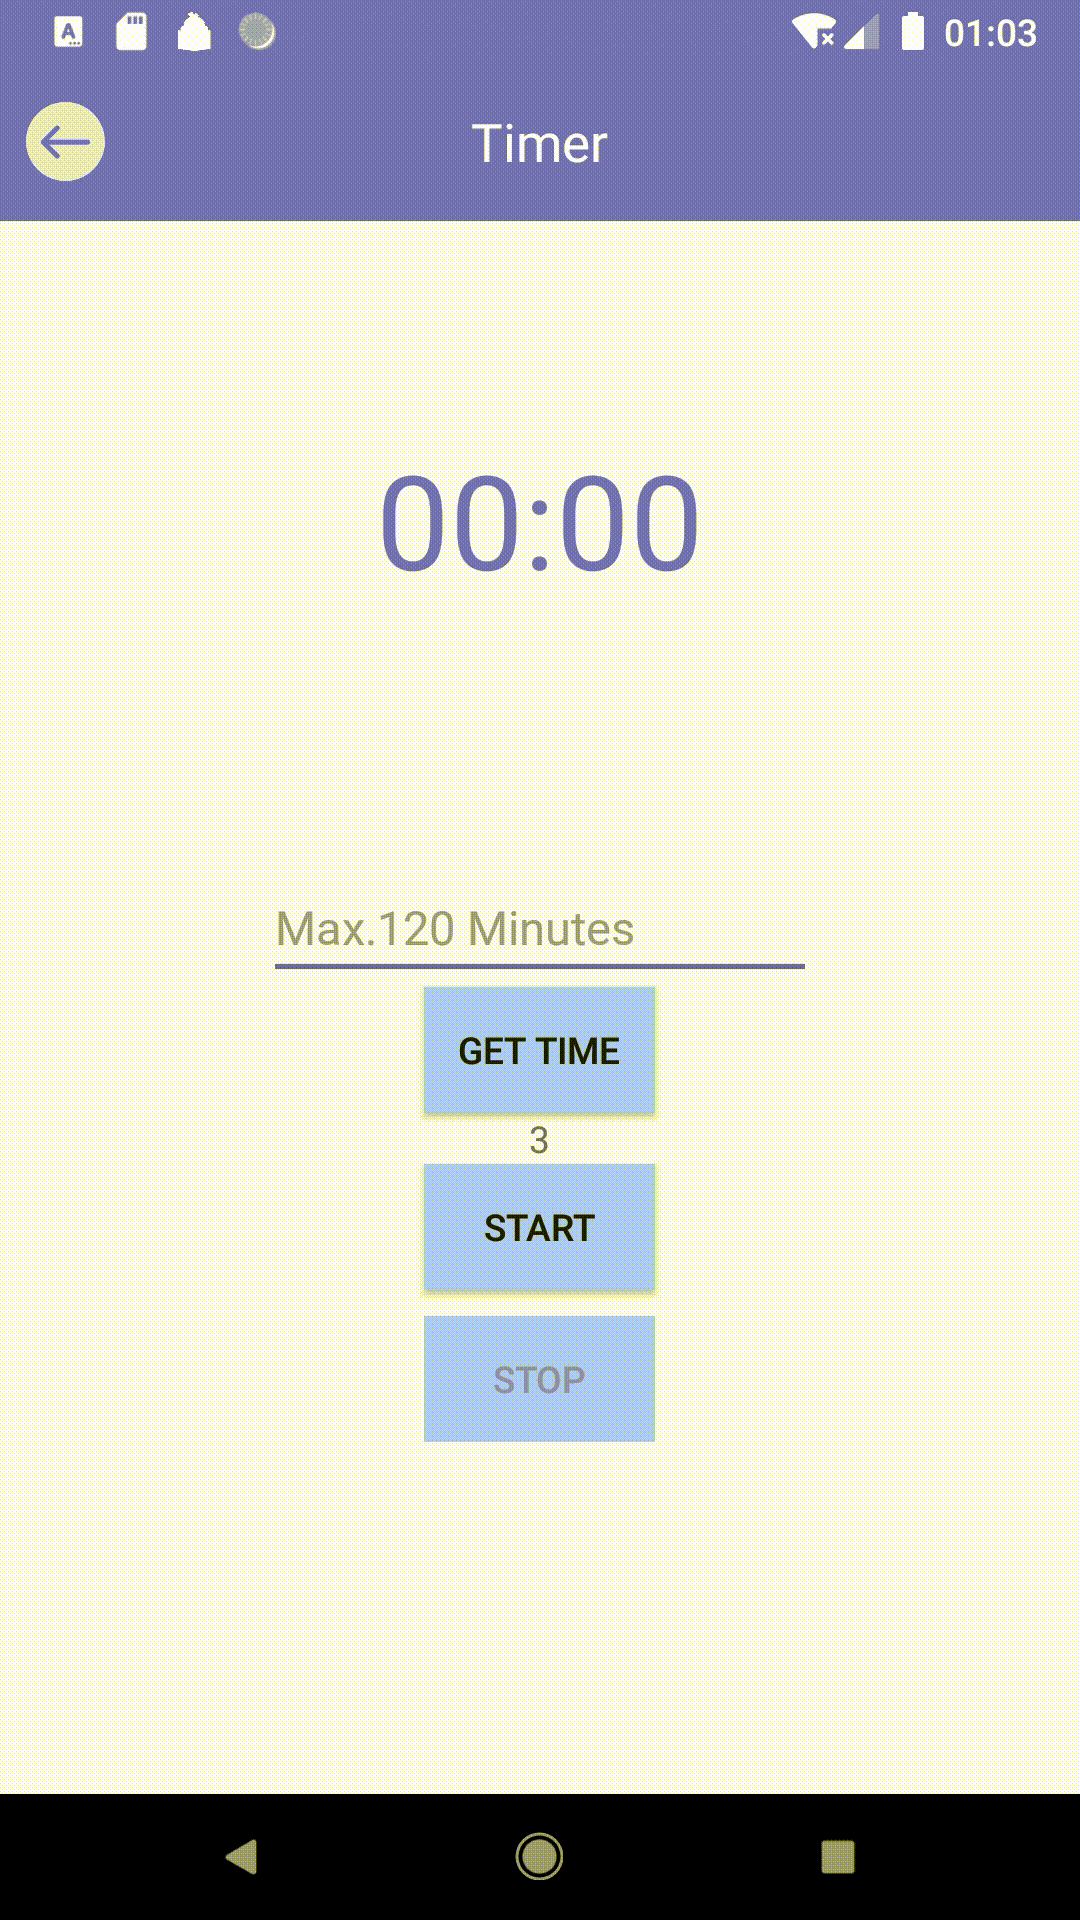 01:03
Timer
00:00
Max.120 Minutes
GET TIME
3
START
STOP